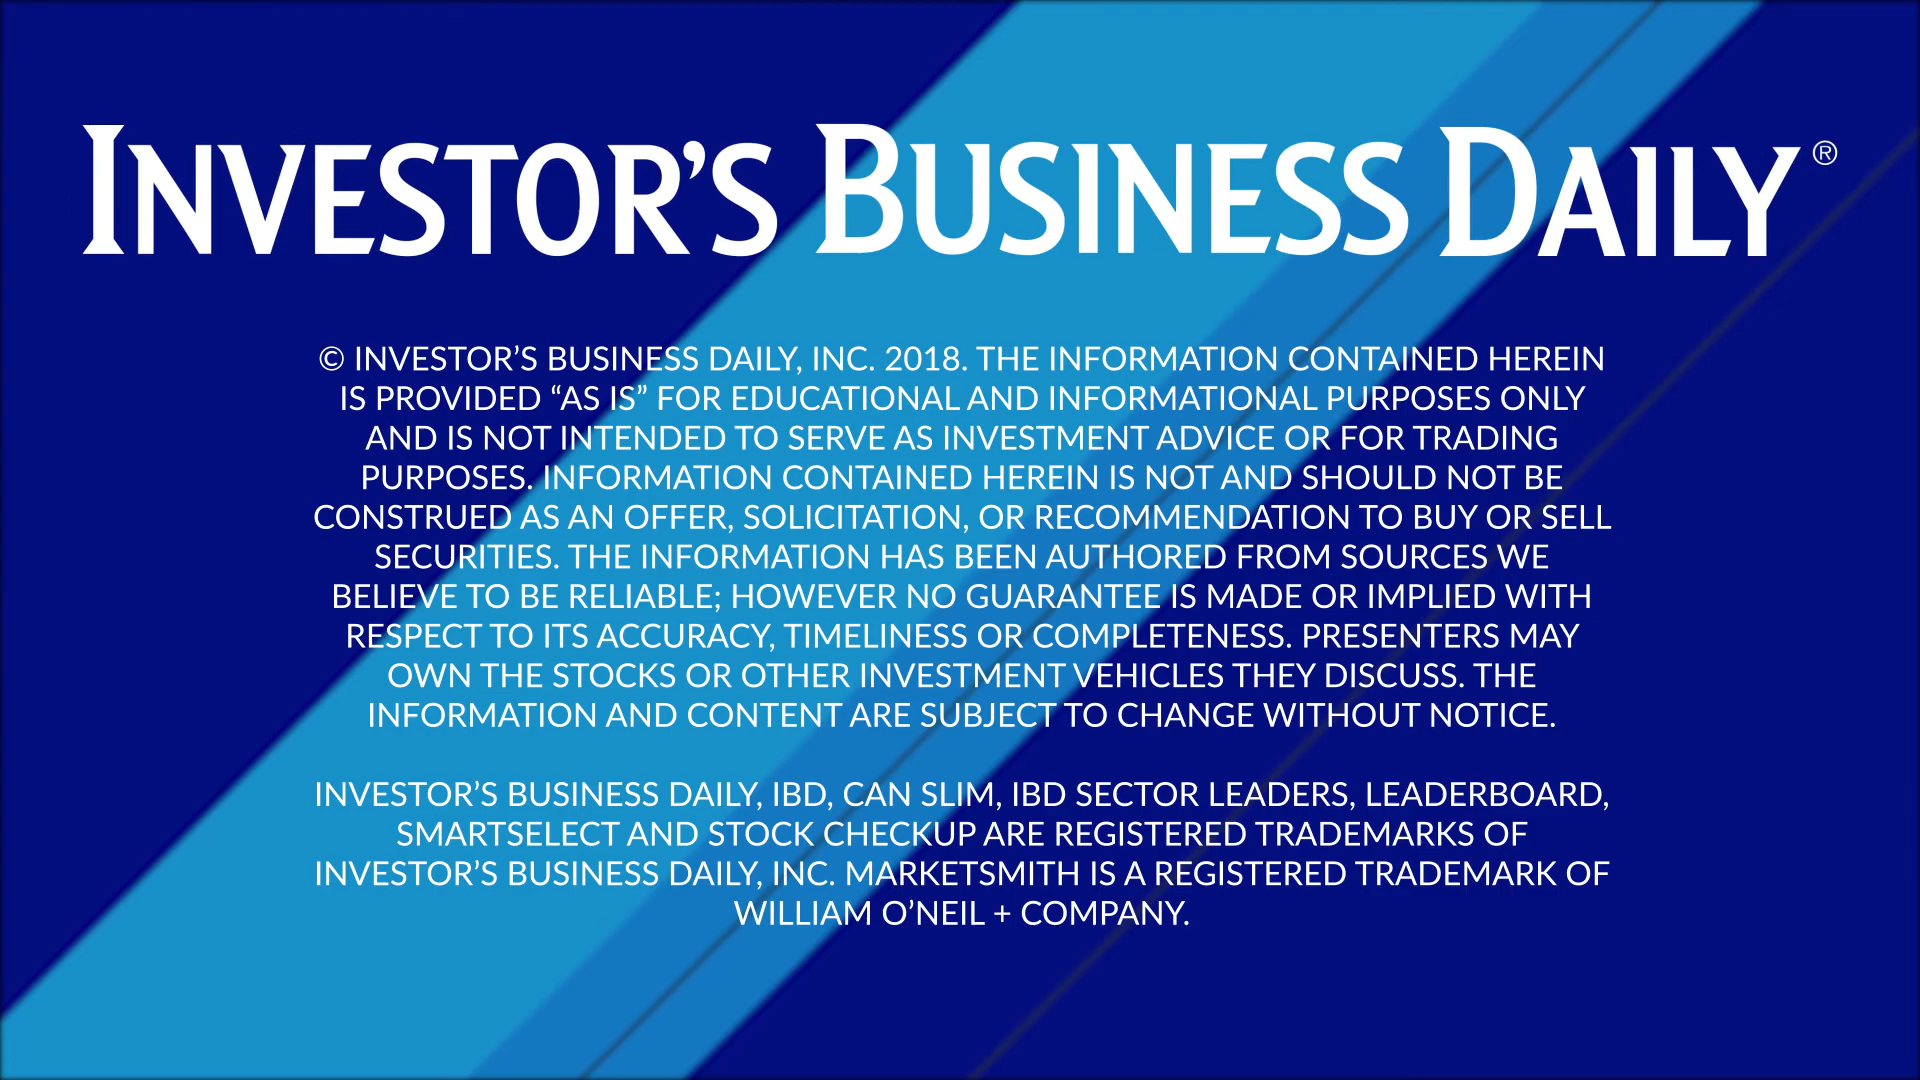 INVESTOR’S BUSINESS DAILY®
© INVESTOR’S BUSINESS DAILY, INC. 2018. THE INFORMATION CONTAINED HEREIN
IS PROVIDED “AS IS” FOR EDUCATIONAL AND INFORMATIONAL PURPOSES ONLY
AND IS NOT INTENDED TO SERVE AS INVESTMENT ADVICE OR FOR TRADING
PURPOSES. INFORMATION CONTAINED HEREIN IS NOT AND SHOULD NOT BE
CONSTRUED AS AN OFFER, SOLICITATION, OR RECOMMENDATION TO BUY OR SELL
SECURITIES. THE INFORMATION HAS BEEN AUTHORED FROM SOURCES WE
BELIEVE TO BE RELIABLE; HOWEVER NO GUARANTEE IS MADE OR IMPLIED WITH
RESPECT TO ITS ACCURACY, TIMELINESS OR COMPLETENESS. PRESENTERS MAY
OWN THE STOCKS OR OTHER INVESTMENT VEHICLES THEY DISCUSS. THE
INFORMATION AND CONTENT ARE SUBJECT TO CHANGE WITHOUT NOTICE.
INVESTOR’S BUSINESS DAILY, IBD, CAN SLIM, IBD SECTOR LEADERS, LEADERBOARD,
SMARTSELECT AND STOCK CHECKUP ARE REGISTERED TRADEMARKS OF
INVESTOR’S BUSINESS DAILY, INC. MARKETSMITH IS A REGISTERED TRADEMARK OF
WILLIAM O’NEIL + COMPANY.